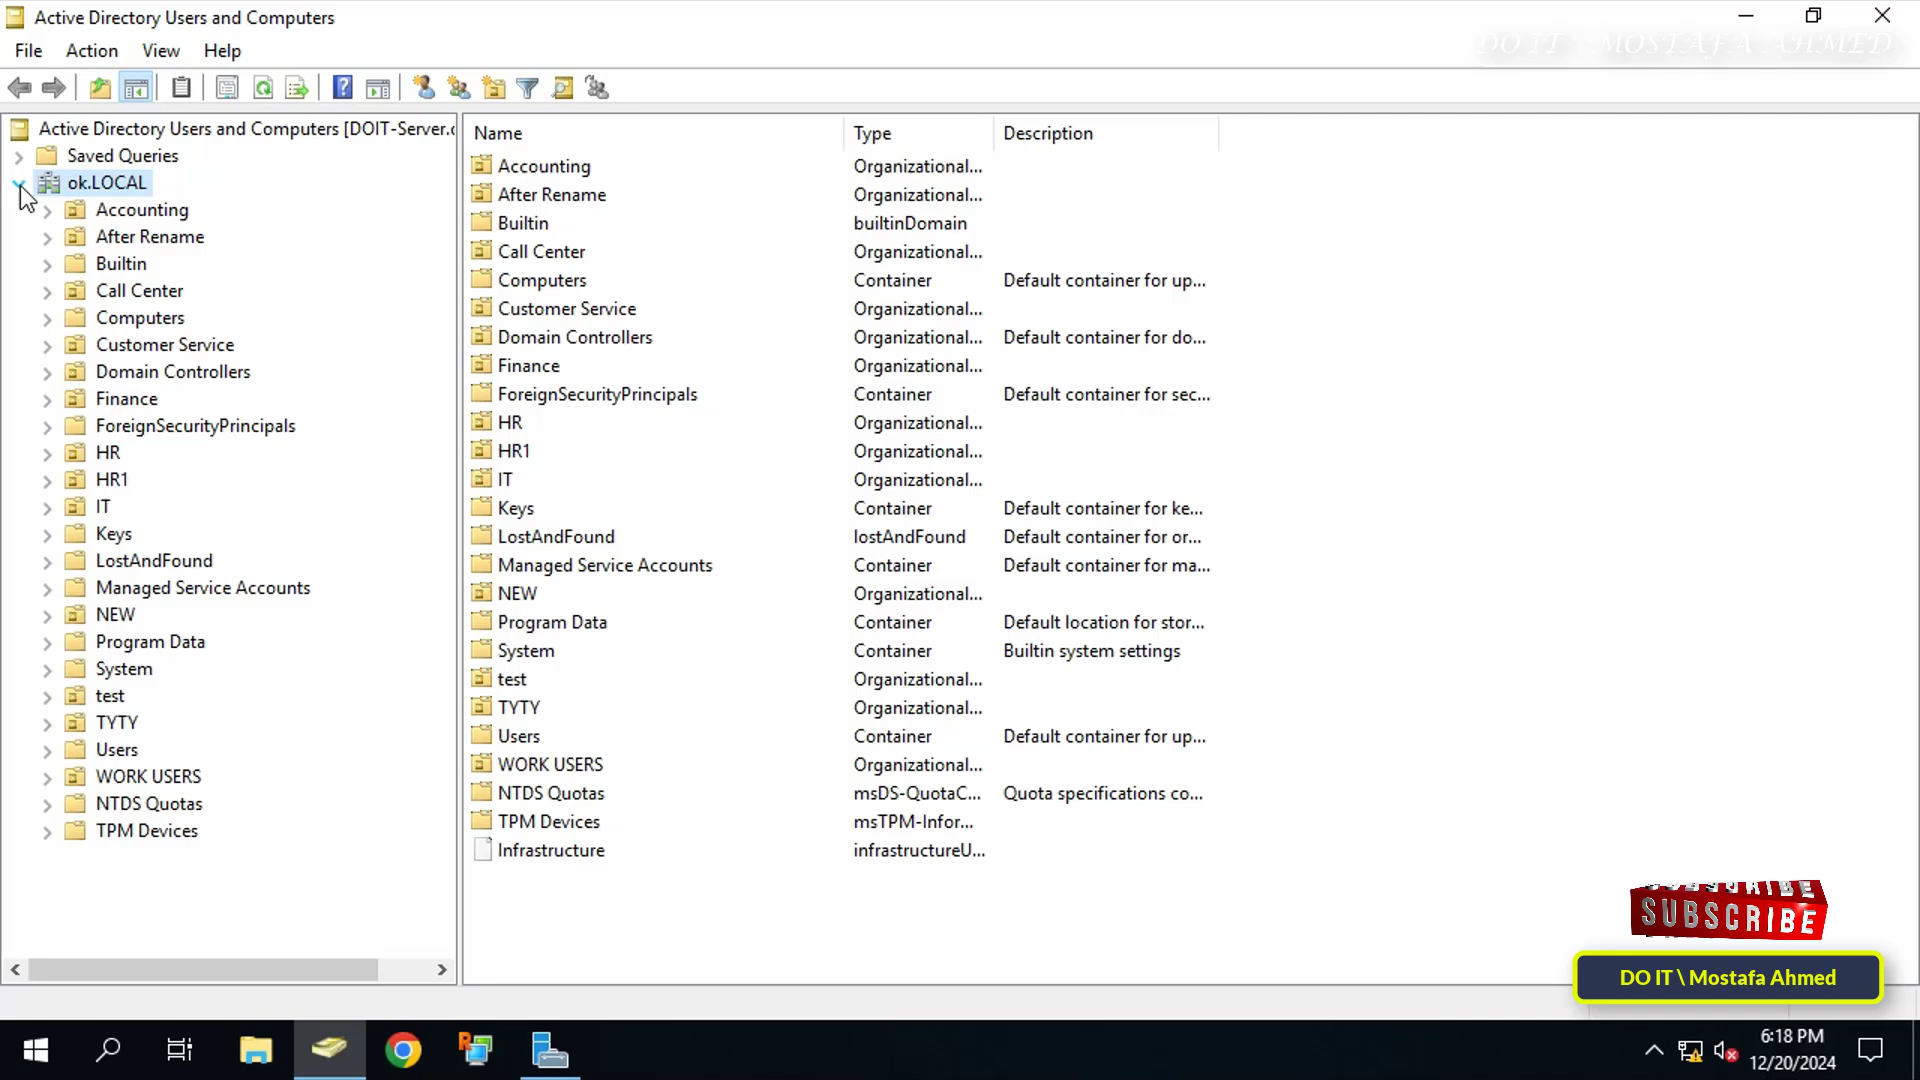 Active Directory Users and Computers
File Action View Help
DO IT \ MOSTAFA AHMED
Active Directory Users and Computers [DOIT-Server.o
Saved Queries
ok.LOCAL
Accounting
After Rename
Builtin
Call Center
Computers
Customer Service
Domain Controllers
Finance
ForeignSecurityPrincipals
HR
HR1
IT
Keys
LostAndFound
Managed Service Accounts
NEW
Program Data
System
test
TYTY
Users
WORK USERS
NTDS Quotas
TPM Devices
Name Type Description
Accounting Organizational...
After Rename Organizational...
Builtin builtinDomain
Call Center Organizational...
Computers Container Default container for up...
Customer Service Organizational...
Domain Controllers Organizational... Default container for do...
Finance Organizational...
ForeignSecurityPrincipals Container Default container for sec...
HR Organizational...
HR1 Organizational...
IT Organizational...
Keys Container Default container for ke...
LostAndFound lostAndFound Default container for or...
Managed Service Accounts Container Default container for ma...
NEW Organizational...
Program Data Container Default location for stor...
System Container Builtin system settings
test Organizational...
TYTY Organizational...
Users Container Default container for up...
WORK USERS Organizational...
NTDS Quotas msDS-QuotaC... Quota specifications co...
TPM Devices msTPM-Infor...
Infrastructure infrastructureU...
SUBSCRIBE
DO IT \ Mostafa Ahmed
6:18 PM
12/20/2024